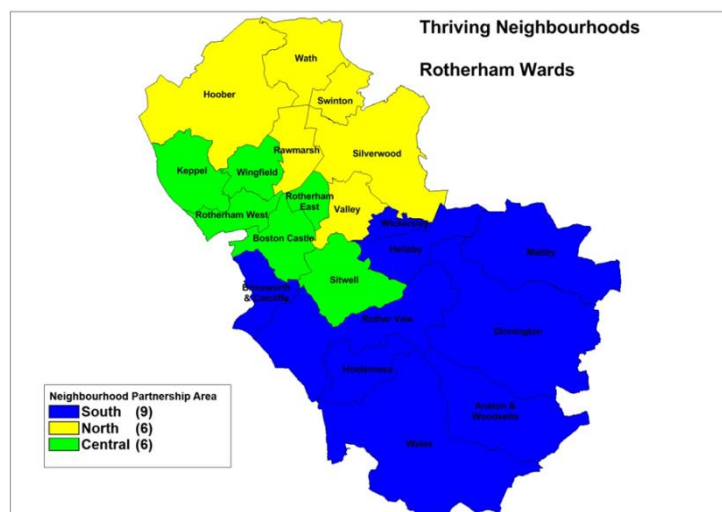 Thriving Neighbourhoods
Rotherham Wards
Wath
Hoober
Swinton
Rawmarsh
Silverwood
Keppel
Wingfield
Rotherham
East
Valley
Rotherham West
Wickersley
Boston Castle
Hellaby
Maltby
Sitwell
Brinsworth
& Catcliffe
Rother Vale
Dinnington
Holderness
Anston &
Woodsetts
Wales
Neighbourhood Partnership Area
South (9)
North (6)
Central (6)